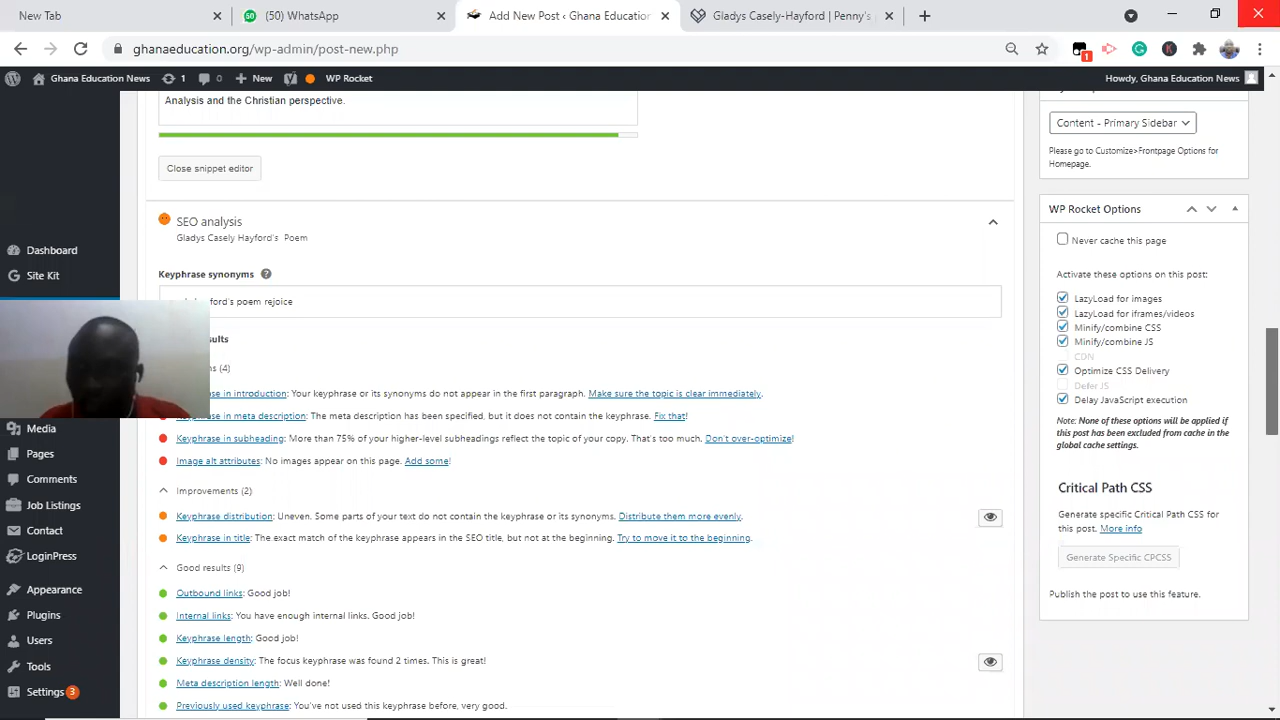 New Tab
(50) WhatsApp
Add New Post ‹ Ghana Education
Gladys Casely-Hayford | Penny's
ghanaeducation.org/wp-admin/post-new.php
1
Ghana Education News
1
0
New
WP Rocket
Howdy, Ghana Education News
Analysis and the Christian perspective.
Close snippet editor
SEO analysis
Gladys Casely Hayford's Poem
Keyphrase synonyms
ford's poem rejoice
(4)
in introduction: Your keyphrase or its synonyms do not appear in the first paragraph. Make sure the topic is clear immediately.
in meta description: The meta description has been specified, but it does not contain the keyphrase. Fix that!
Keyphrase in subheading: More than 75% of your higher-level subheadings reflect the topic of your copy. That's too much. Don't over-optimize!
Image alt attributes: No images appear on this page. Add some!
Improvements (2)
Keyphrase distribution: Uneven. Some parts of your text do not contain the keyphrase or its synonyms. Distribute them more evenly.
Keyphrase in title: The exact match of the keyphrase appears in the SEO title, but not at the beginning. Try to move it to the beginning.
Good results (9)
Outbound links: Good job!
Internal links: You have enough internal links. Good job!
Keyphrase length: Good job!
Keyphrase density: The focus keyphrase was found 2 times. This is great!
Meta description length: Well done!
Previously used keyphrase: You've not used this keyphrase before, very good.
Dashboard
Site Kit
Media
Pages
Comments
Job Listings
Contact
LoginPress
Appearance
Plugins
Users
Tools
Settings 3
Content - Primary Sidebar
Please go to Customize>Frontpage Options for
Homepage.
WP Rocket Options
Never cache this page
Activate these options on this post:
LazyLoad for images
LazyLoad for iframes/videos
Minify/combine CSS
Minify/combine JS
CDN
Optimize CSS Delivery
Defer JS
Delay JavaScript execution
Note: None of these options will be applied if
this post has been excluded from cache in the
global cache settings.
Critical Path CSS
Generate specific Critical Path CSS for
this post. More info
Generate Specific CPCSS
Publish the post to use this feature.